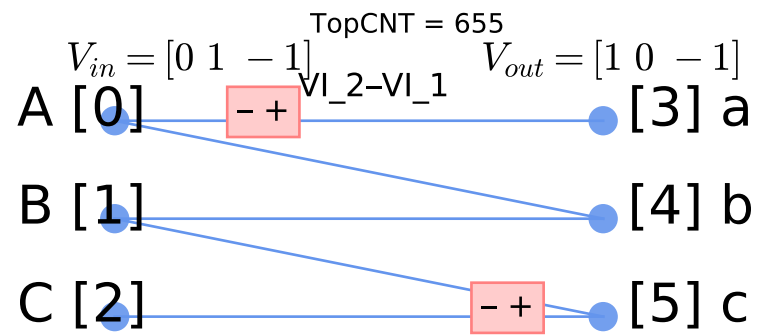 TopCNT = 655
V_in = [0 1 −1] V_out = [1 0 −1]
VI_2–VI_1
A [0] – + [3] a
B [1] [4] b
C [2] – + [5] c